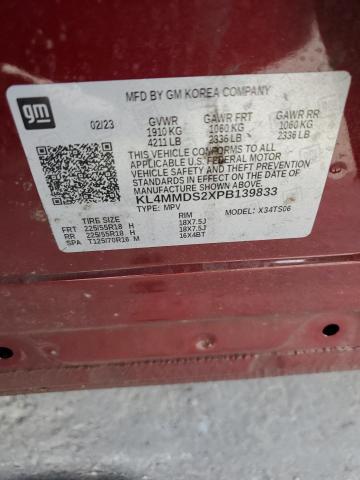 gm
MFD BY GM KOREA COMPANY
02/23 GVWR GAWR FRT GAWR RR
1910 KG 1060 KG 1060 KG
4211 LB 2336 LB 2336 LB
THIS VEHICLE CONFORMS TO ALL
APPLICABLE U.S. FEDERAL MOTOR
VEHICLE SAFETY AND THEFT PREVENTION
STANDARDS IN EFFECT ON THE DATE OF
MANUFACTURE SHOWN ABOVE.
KL4MMDS2XPB139833
TYPE: MPV MODEL: X34TS06
TIRE SIZE RIM
FRT 225/55R18 H 18X7.5J
RR 225/55R18 H 18X7.5J
SPA T125/70R16 M 16X4BT